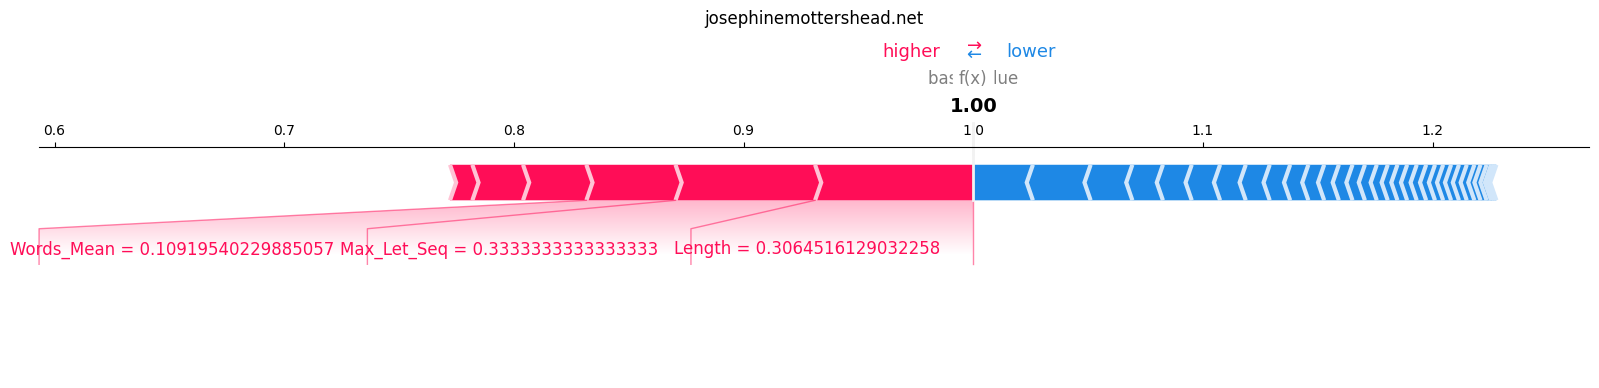 josephinemottershead.net
higher ⇄ lower
f(x)
1.00
0.6 0.7 0.8 0.9 1.1 1.2
Words_Mean = 0.10919540229885057 Max_Let_Seq = 0.3333333333333333 Length = 0.3064516129032258